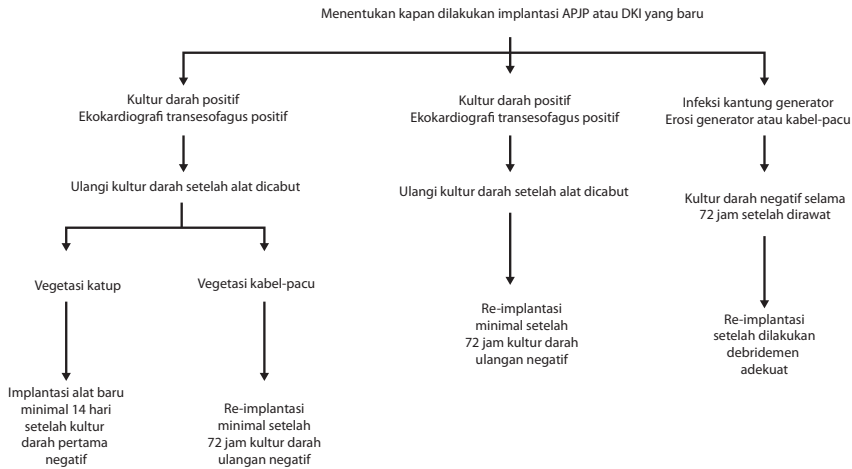 Menentukan kapan dilakukan implantasi APJP atau DKI yang baru
Kultur darah positif
Ekokardiografi transesofagus positif
Ulangi kultur darah setelah alat dicabut
Vegetasi katup
Implantasi alat baru
minimal 14 hari
setelah kultur
darah pertama
negatif
Vegetasi kabel-pacu
Re-implantasi
minimal setelah
72 jam kultur darah
ulangan negatif
Kultur darah positif
Ekokardiografi transesofagus positif
Ulangi kultur darah setelah alat dicabut
Re-implantasi
minimal setelah
72 jam kultur darah
ulangan negatif
Infeksi kantung generator
Erosi generator atau kabel-pacu
Kultur darah negatif selama
72 jam setelah dirawat
Re-implantasi
setelah dilakukan
debridemen
adekuat